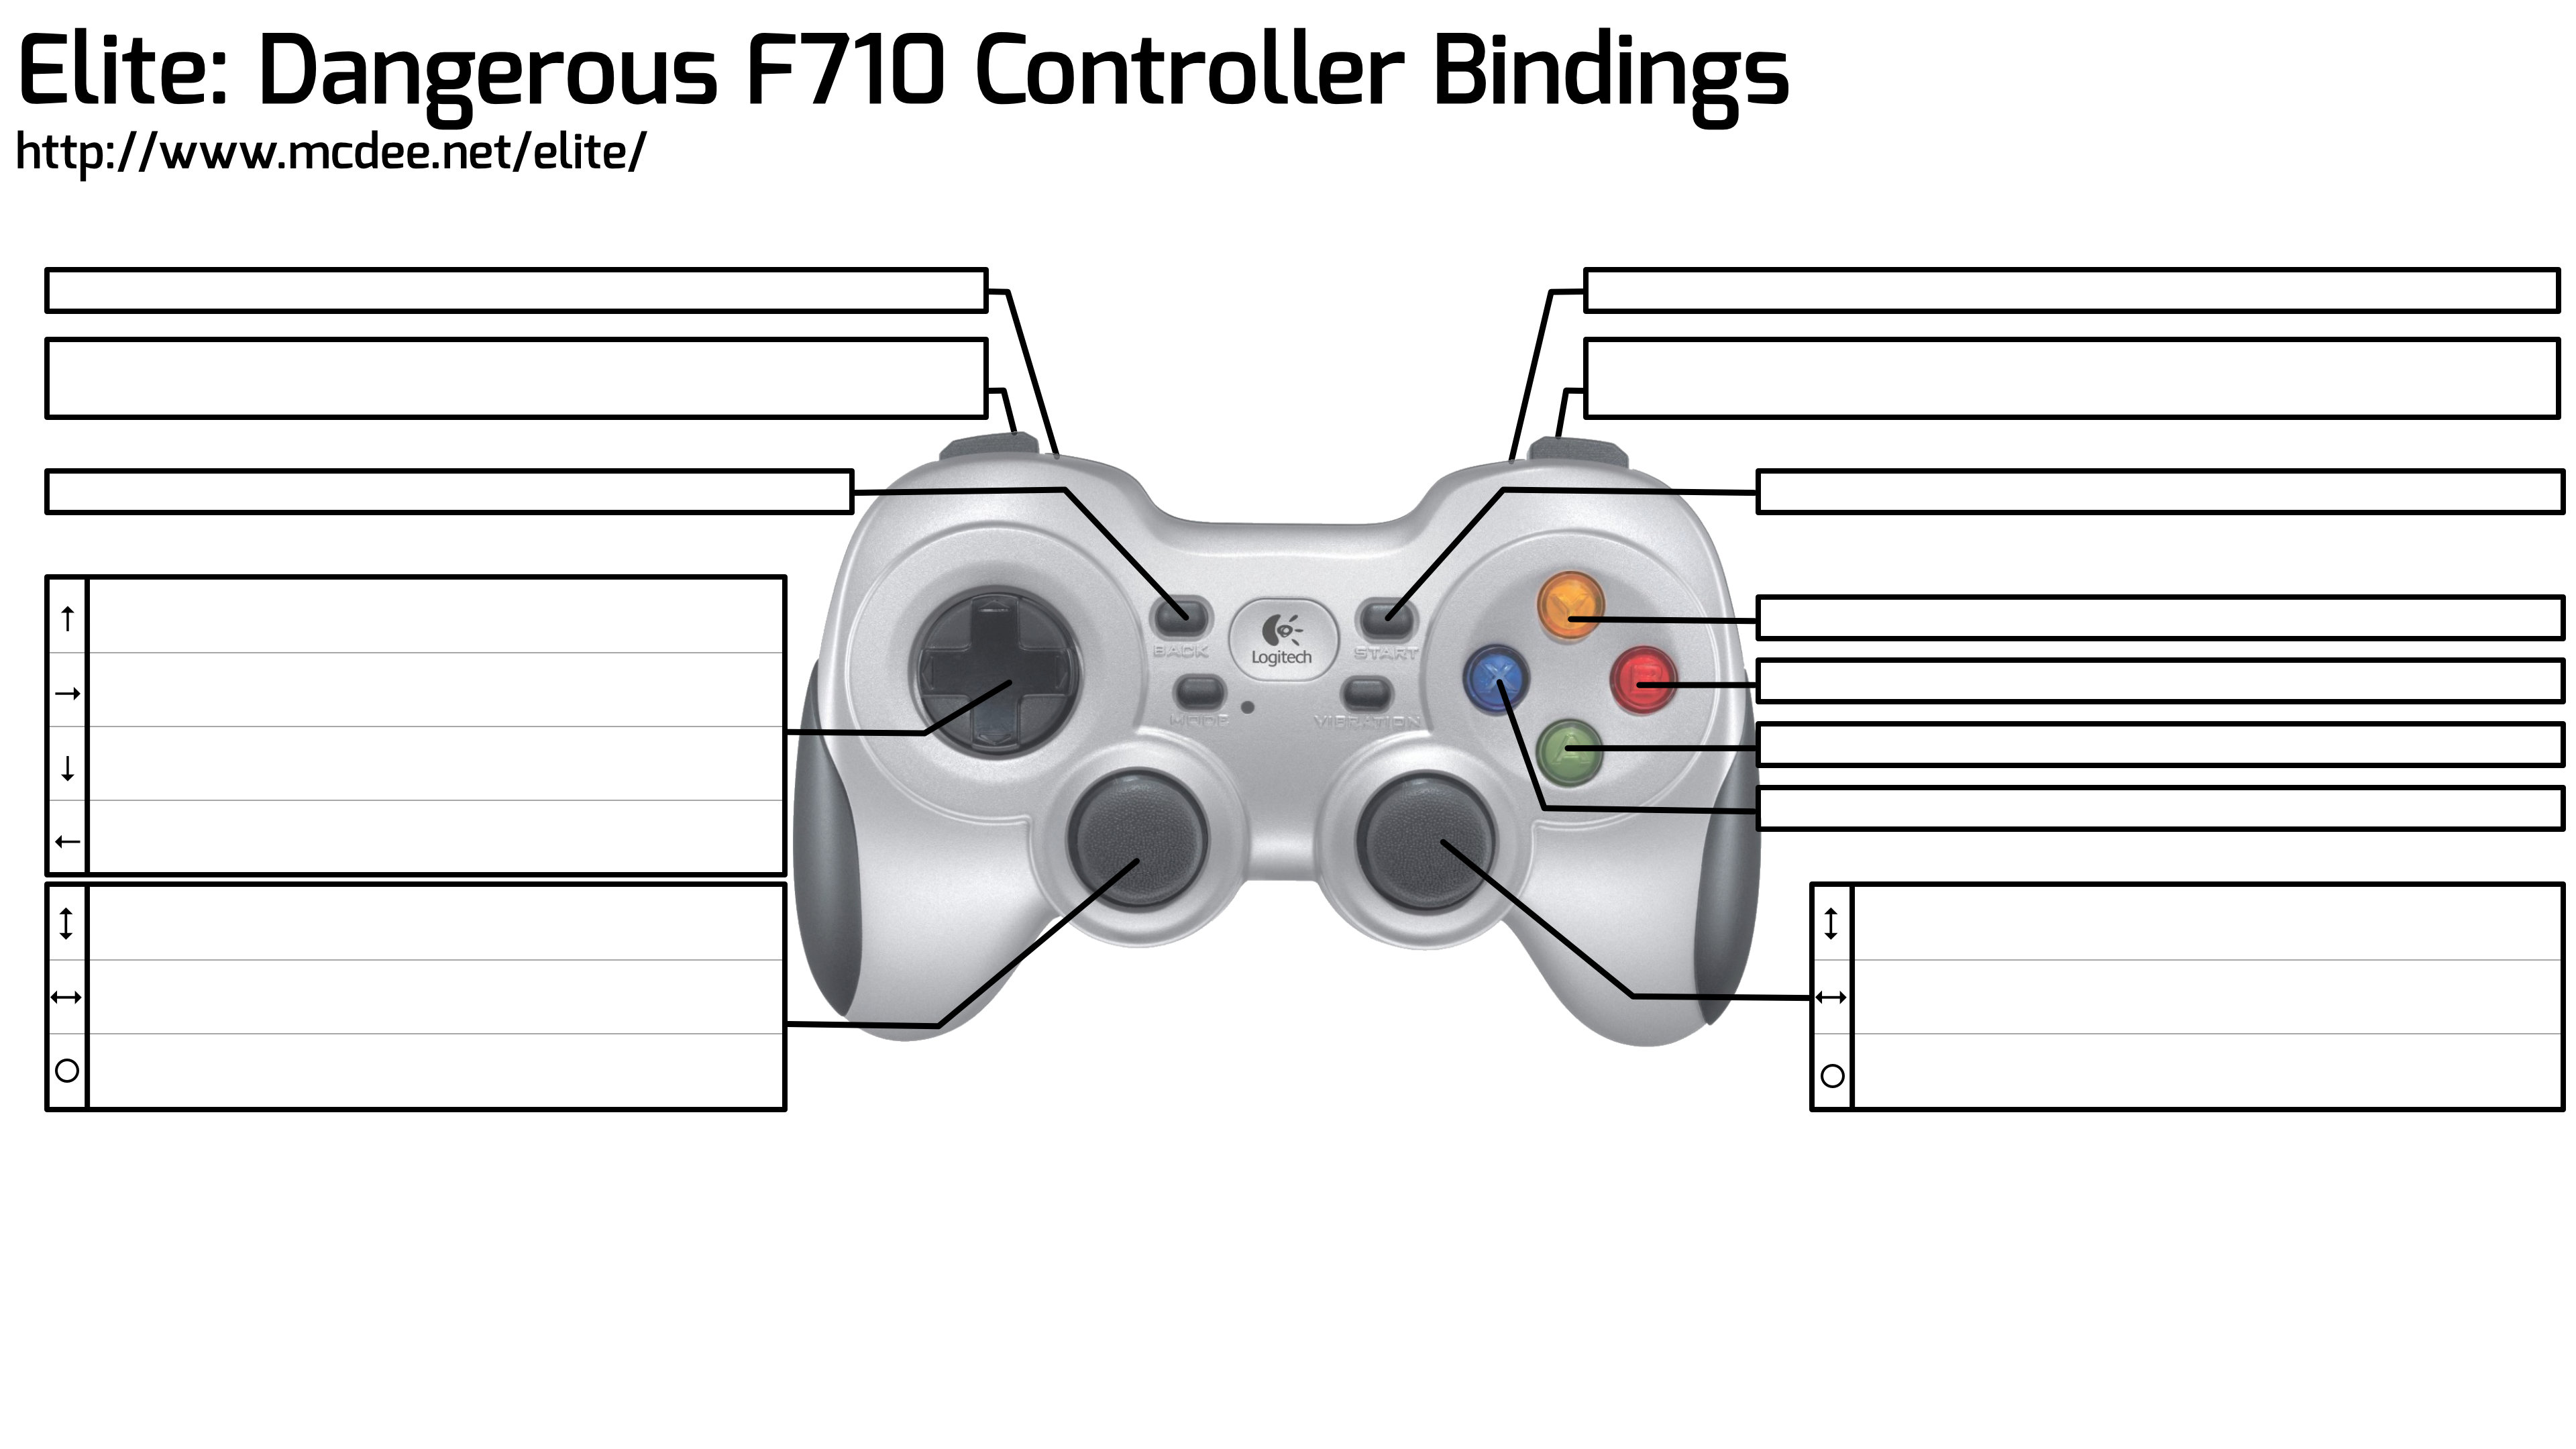 Elite: Dangerous F710 Controller Bindings
http://www.mcdee.net/elite/
BACK
Logitech
START
MODE
VIBRATION
Y
X
B
A